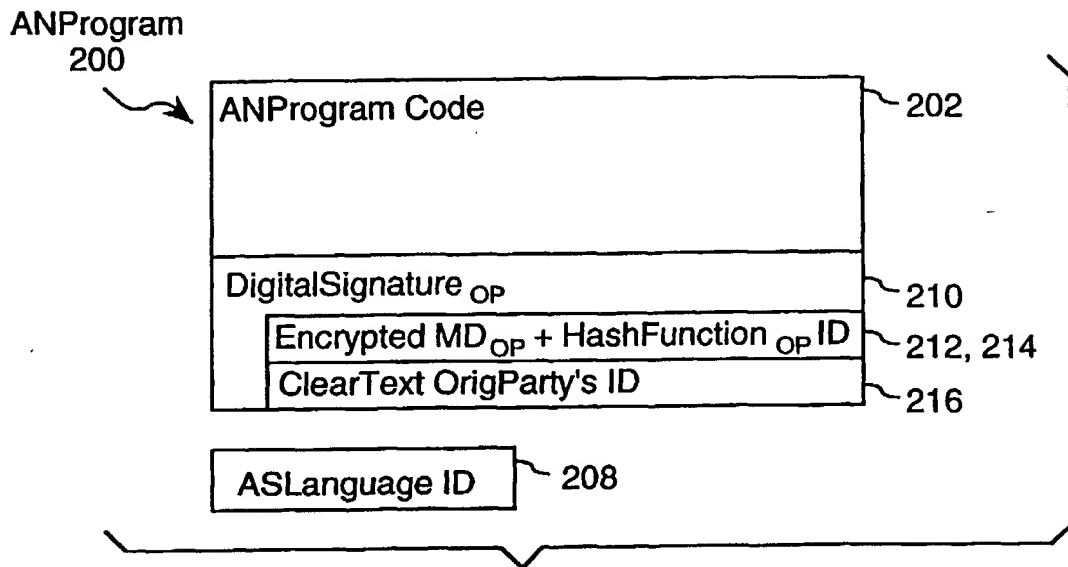 ANProgram
200
ANProgram Code
202
DigitalSignature OP
210
Encrypted MD OP + HashFunction OP ID
212, 214
ClearText OrigParty's ID
216
ASLanguage ID
208